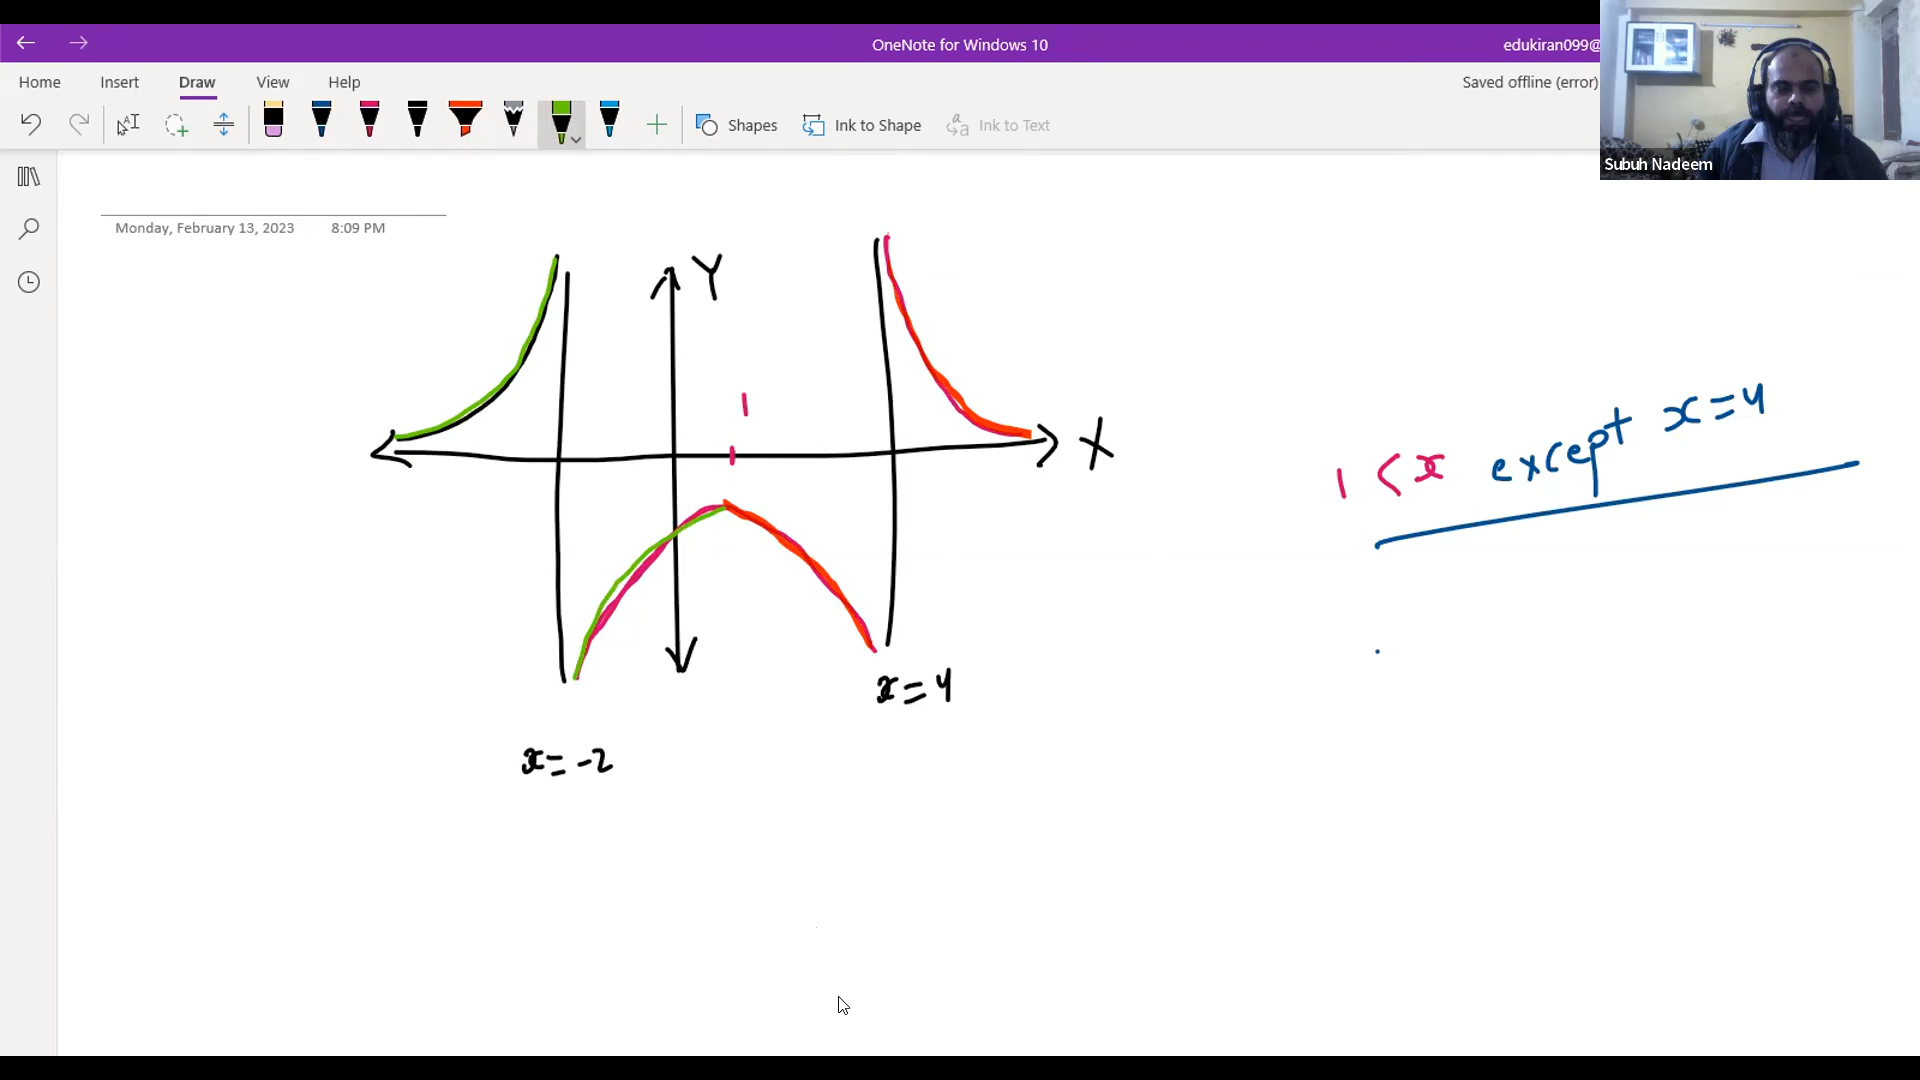 OneNote for Windows 10
edukiran099@
Home Insert Draw View Help
Saved offline (error)
Shapes Ink to Shape Ink to Text
Subuh Nadeem
Monday, February 13, 2023 8:09 PM
Y
1
X
1 < x except x = 4
x = 4
x = -2